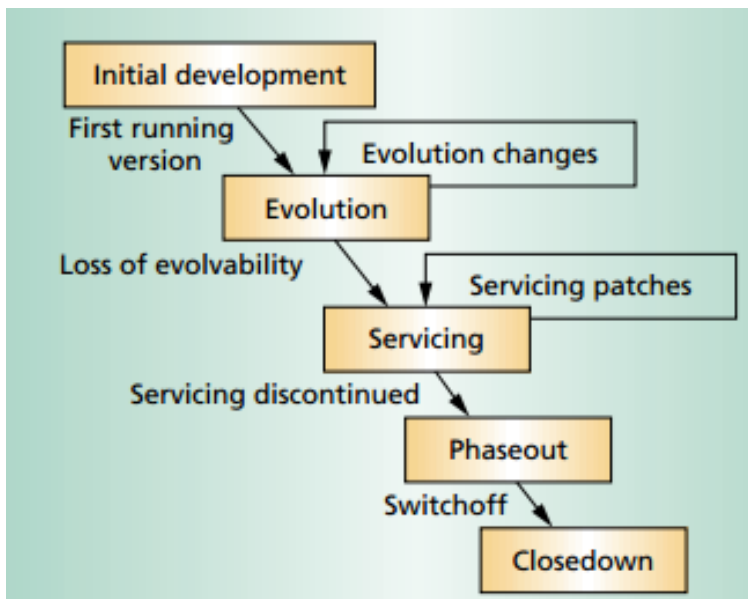 Initial development
First running
version
Evolution changes
Evolution
Loss of evolvability
Servicing patches
Servicing
Servicing discontinued
Phaseout
Switchoff
Closedown